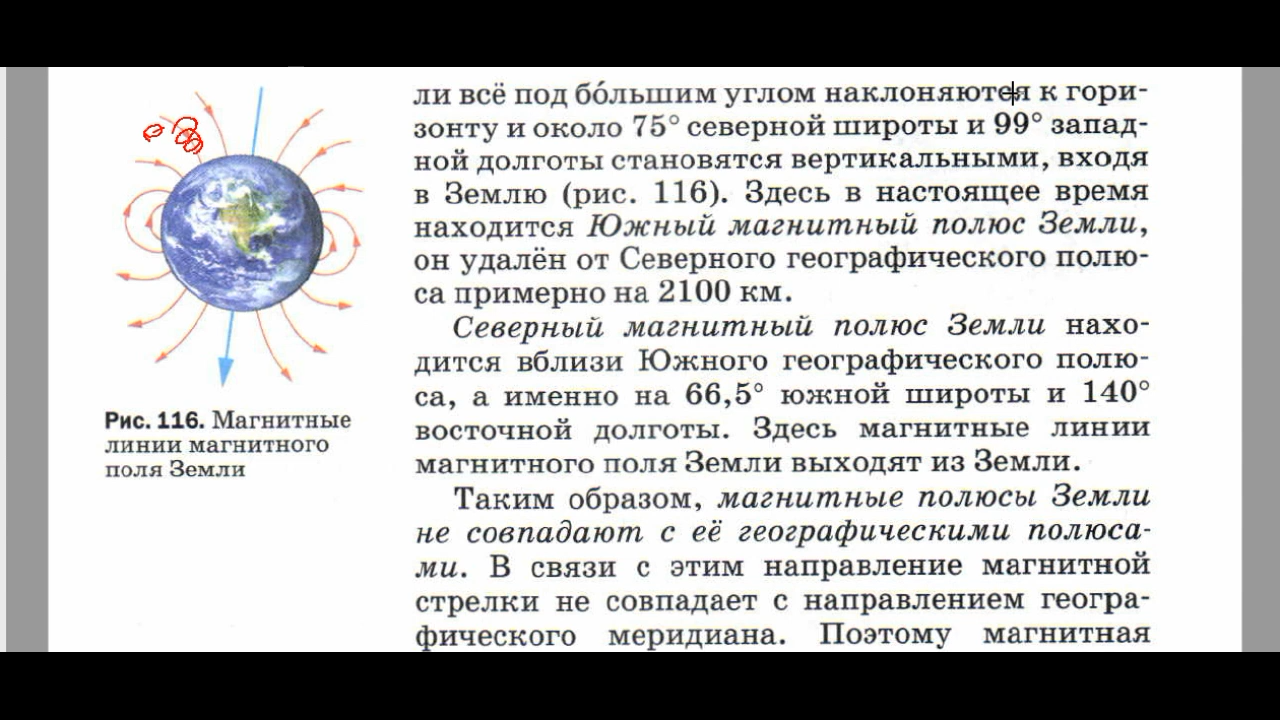 ли всё под бо́льшим углом наклоняются к гори-
зонту и около 75° северной широты и 99° запад-
ной долготы становятся вертикальными, входя
в Землю (рис. 116). Здесь в настоящее время
находится Южный магнитный полюс Земли,
он удалён от Северного географического полю-
са примерно на 2100 км.
Северный магнитный полюс Земли нахо-
дится вблизи Южного географического полю-
са, а именно на 66,5° южной широты и 140°
восточной долготы. Здесь магнитные линии
магнитного поля Земли выходят из Земли.
Таким образом, магнитные полюсы Земли
не совпадают с её географическими полюса-
ми. В связи с этим направление магнитной
стрелки не совпадает с направлением геогра-
фического меридиана. Поэтому магнитная
Рис. 116. Магнитные
линии магнитного
поля Земли